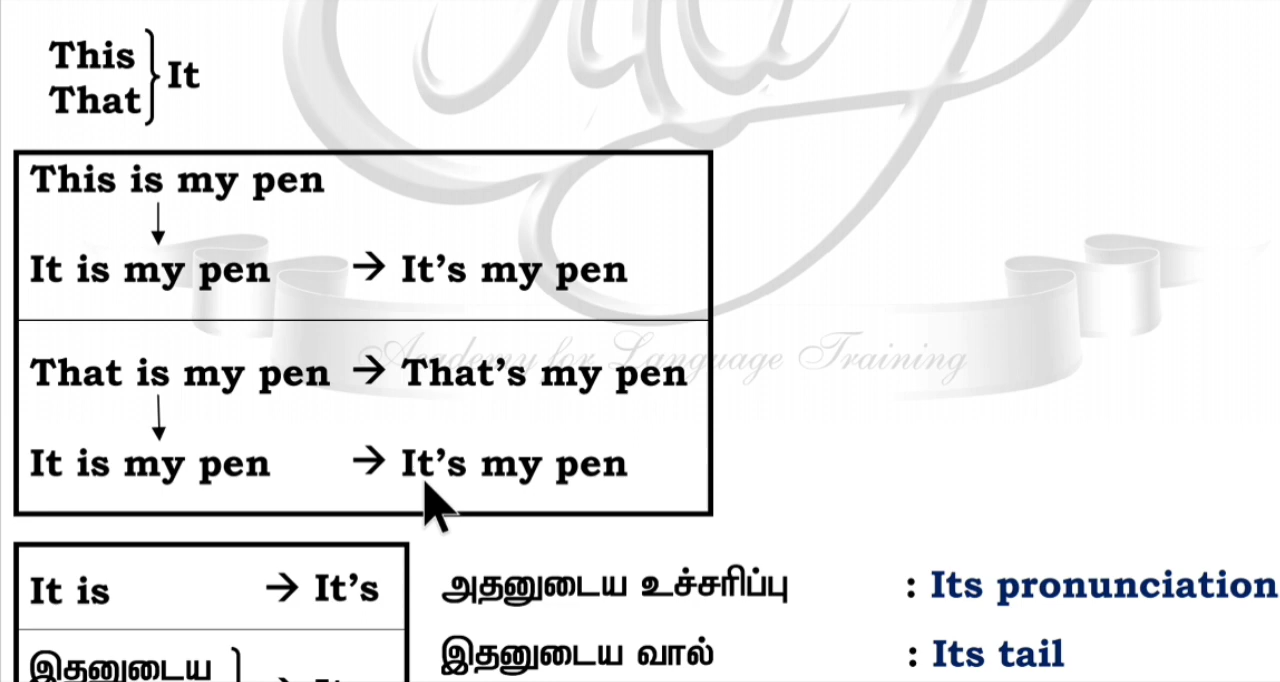 This
That
It
This is my pen
It is my pen → It's my pen
That is my pen → That's my pen
It is my pen → It's my pen
Academy for Language Training
It is → It's
அதனுடைய உச்சரிப்பு : Its pronunciation
இதனுடைய வால் : Its tail
இதனுடைய